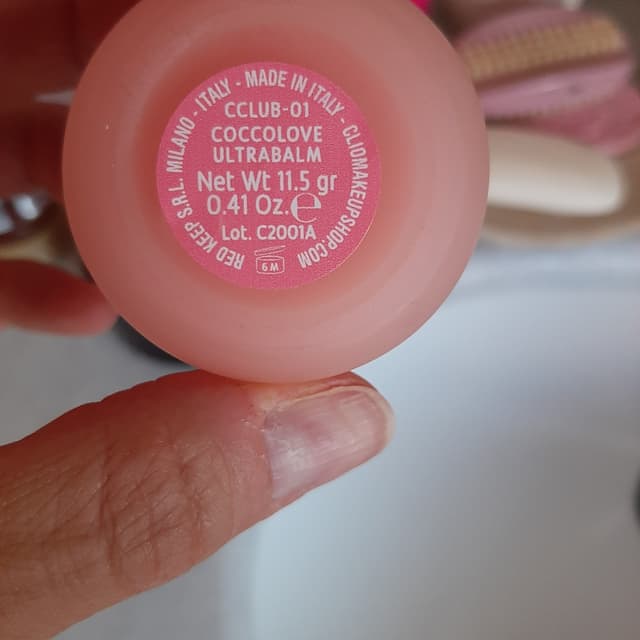 RED KEEP S.R.L. MILANO - ITALY - MADE IN ITALY - CLIOMAKEUPSHOP.COM
CCLUB-01
COCCOLOVE
ULTRABALM
Net Wt 11.5 gr
0.41 Oz. ℮
Lot. C2001A
6M